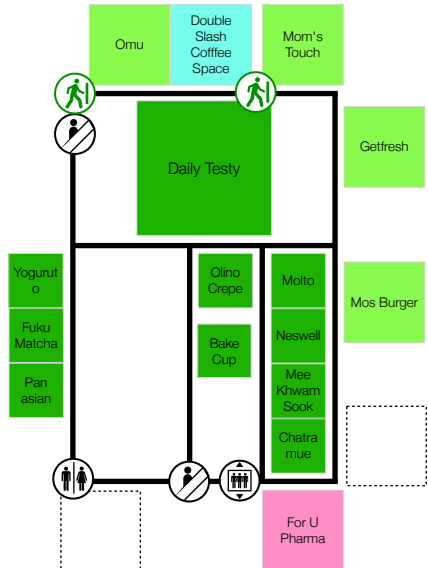 Omu
Double
Slash
Cofffee
Space
Mom's
Touch
Getfresh
Daily Testy
Yogurut
o
Olino
Crepe
Molto
Mos Burger
Fuku
Matcha
Bake
Cup
Neswell
Pan
asian
Mee
Khwam
Sook
Chatra
mue
For U
Pharma